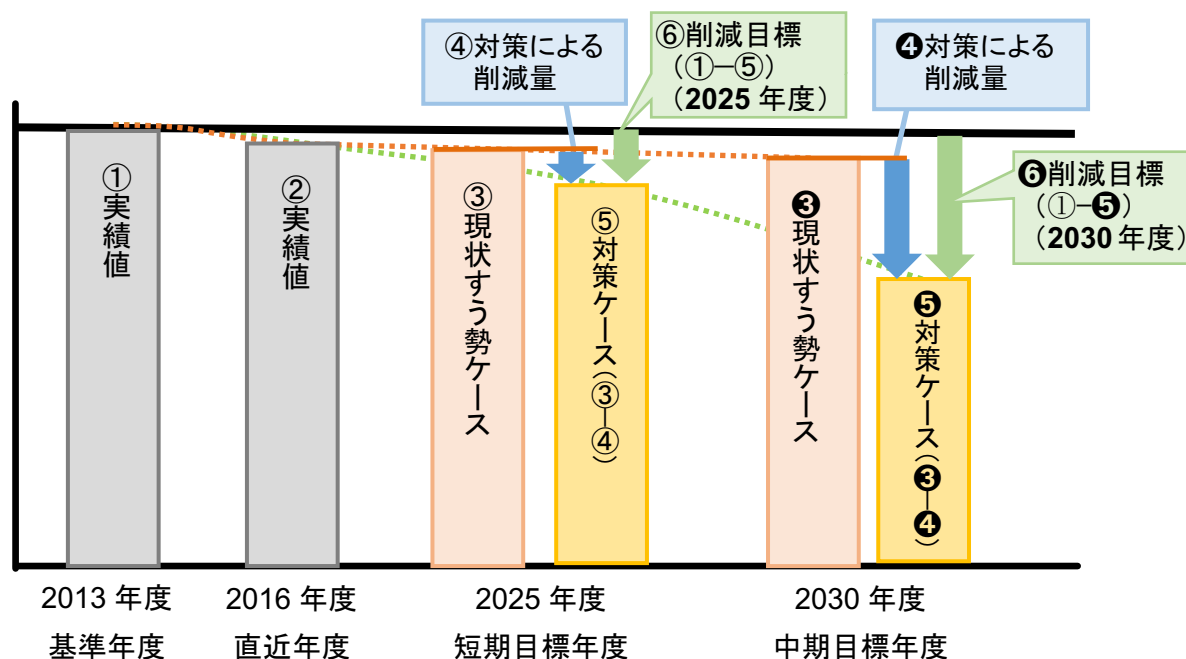 ④対策による
削減量
⑥削減目標
(①−⑤)
(2025 年度)
❹対策による
削減量
❻削減目標
(①−❺)
(2030 年度)
①実績値
②実績値
③現状すう勢ケース
⑤対策ケース(③−④)
❸現状すう勢ケース
❺対策ケース(❸−❹)
2013 年度
基準年度
2016 年度
直近年度
2025 年度
短期目標年度
2030 年度
中期目標年度